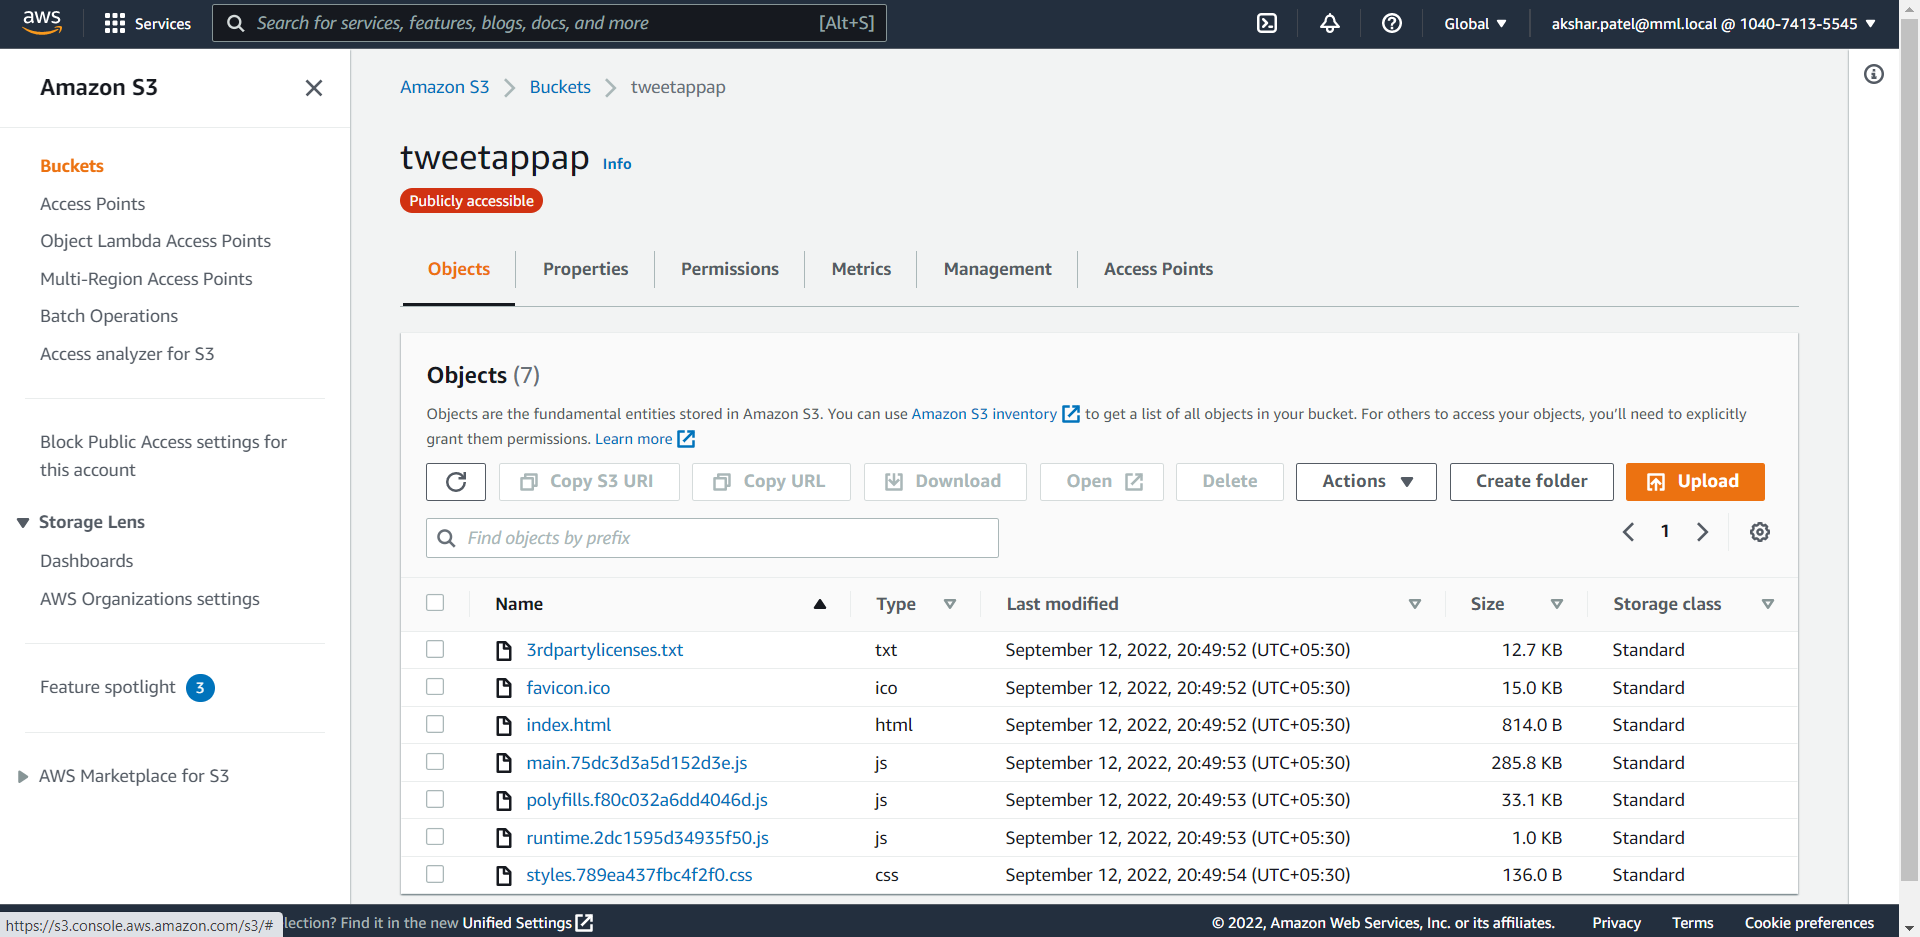 aws
Services
Search for services, features, blogs, docs, and more [Alt+S]
Global
akshar.patel@mml.local @ 1040-7413-5545
Amazon S3
Buckets
Access Points
Object Lambda Access Points
Multi-Region Access Points
Batch Operations
Access analyzer for S3
Block Public Access settings for
this account
Storage Lens
Dashboards
AWS Organizations settings
Feature spotlight 3
AWS Marketplace for S3
Amazon S3 Buckets tweetappap
tweetappap Info
Publicly accessible
Objects Properties Permissions Metrics Management Access Points
Objects (7)
Objects are the fundamental entities stored in Amazon S3. You can use Amazon S3 inventory to get a list of all objects in your bucket. For others to access your objects, you'll need to explicitly
grant them permissions. Learn more
Copy S3 URI Copy URL Download Open Delete Actions Create folder Upload
Find objects by prefix
1
Name Type Last modified Size Storage class
3rdpartylicenses.txt txt September 12, 2022, 20:49:52 (UTC+05:30) 12.7 KB Standard
favicon.ico ico September 12, 2022, 20:49:52 (UTC+05:30) 15.0 KB Standard
index.html html September 12, 2022, 20:49:52 (UTC+05:30) 814.0 B Standard
main.75dc3d3a5d152d3e.js js September 12, 2022, 20:49:53 (UTC+05:30) 285.8 KB Standard
polyfills.f80c032a6dd4046d.js js September 12, 2022, 20:49:53 (UTC+05:30) 33.1 KB Standard
runtime.2dc1595d34935f50.js js September 12, 2022, 20:49:53 (UTC+05:30) 1.0 KB Standard
styles.789ea437fbc4f2f0.css css September 12, 2022, 20:49:54 (UTC+05:30) 136.0 B Standard
https://s3.console.aws.amazon.com/s3/#
lection? Find it in the new Unified Settings
© 2022, Amazon Web Services, Inc. or its affiliates. Privacy Terms Cookie preferences